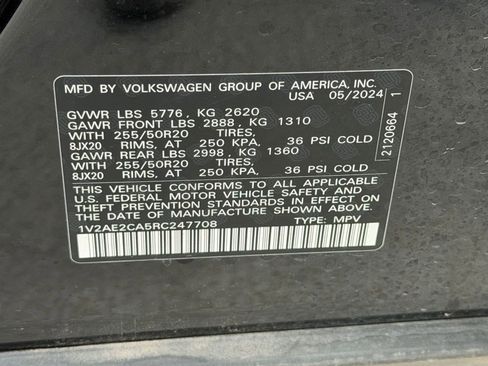 MFD BY VOLKSWAGEN GROUP OF AMERICA, INC.
USA 05/2024
GVWR LBS 5776, KG 2620
GAWR FRONT LBS 2888, KG 1310
WITH 255/50R20 TIRES,
8JX20 RIMS, AT 250 KPA, 36 PSI COLD
GAWR REAR LBS 2998, KG 1360
WITH 255/50R20 TIRES,
8JX20 RIMS, AT 250 KPA, 36 PSI COLD
THIS VEHICLE CONFORMS TO ALL APPLICABLE
U.S. FEDERAL MOTOR VEHICLE SAFETY AND
THEFT PREVENTION STANDARDS IN EFFECT ON
THE DATE OF MANUFACTURE SHOWN ABOVE.
1V2AE2CA5RC247708 TYPE: MPV
2120664 1